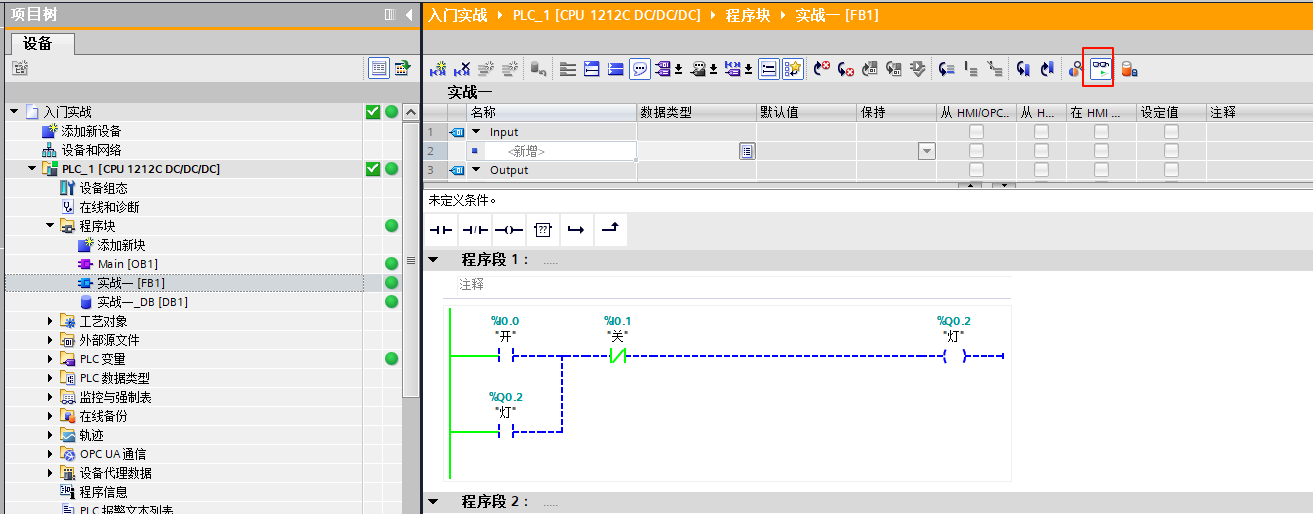 项目树
设备
入门实战
添加新设备
设备和网络
PLC_1 [CPU 1212C DC/DC/DC]
设备组态
在线和诊断
程序块
添加新块
Main [OB1]
实战一 [FB1]
实战一_DB [DB1]
工艺对象
外部源文件
PLC 变量
PLC 数据类型
监控与强制表
在线备份
轨迹
OPC UA 通信
设备代理数据
程序信息
PLC 报警文本列表
入门实战 PLC_1 [CPU 1212C DC/DC/DC] 程序块 实战一 [FB1]
实战一
名称 数据类型 默认值 保持 从 HMI/OPC.. 从 H... 在 HMI ... 设定值 注释
1 Input
2 <新增>
3 Output
未定义条件。
??
程序段 1： .....
注释
%I0.0 %I0.1 %Q0.2
"开" "关" "灯"
%Q0.2
"灯"
程序段 2： .....